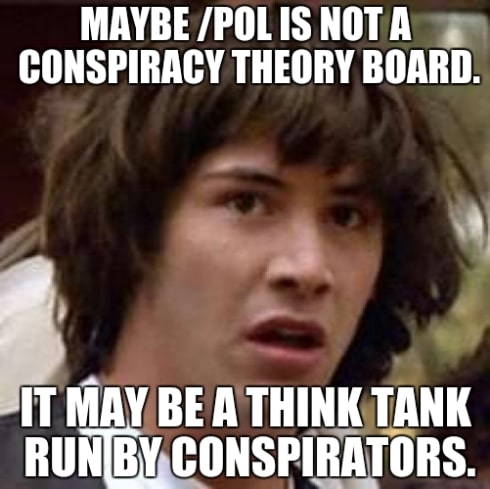 MAYBE /POL IS NOT A
CONSPIRACY THEORY BOARD.
IT MAY BE A THINK TANK
RUN BY CONSPIRATORS.